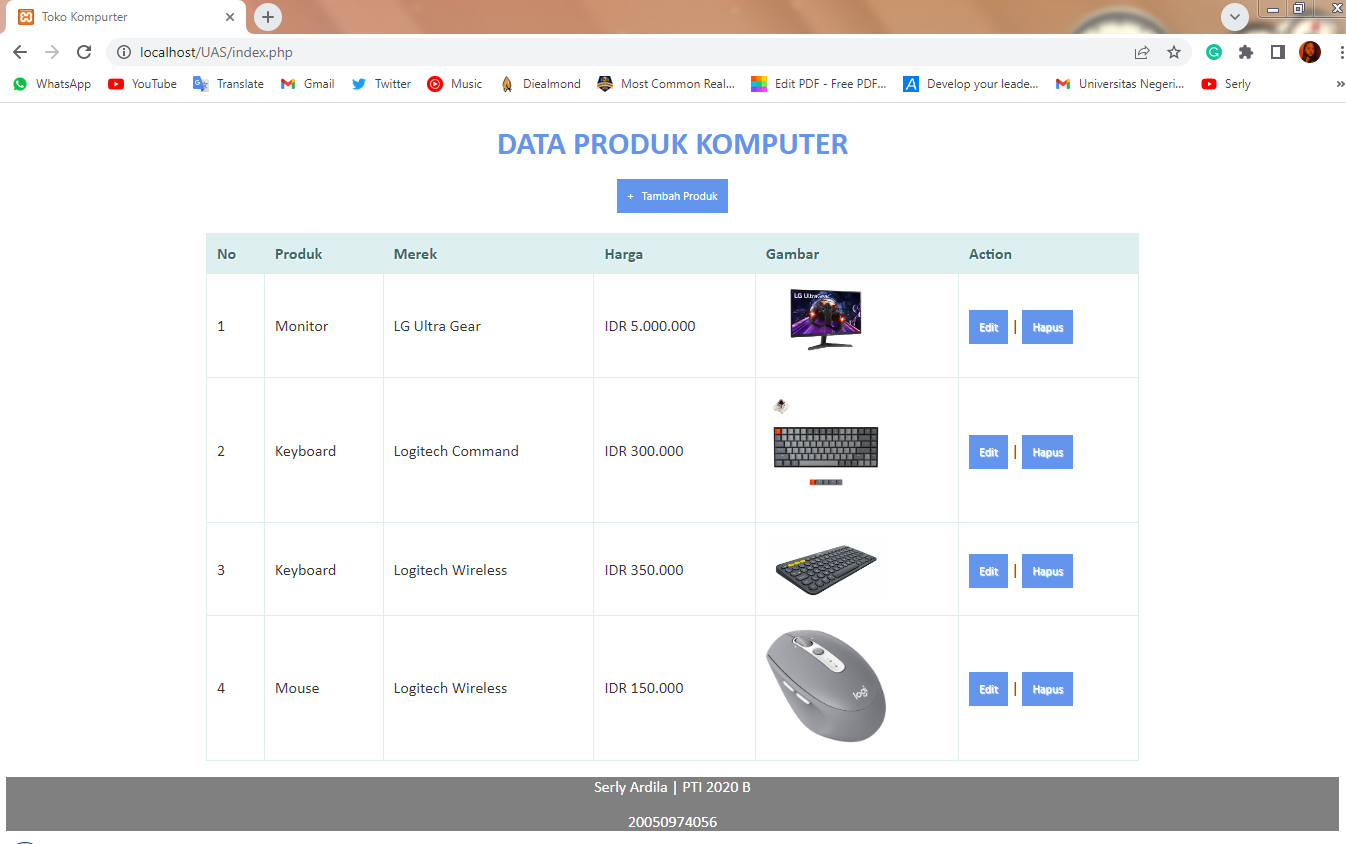 Toko Kompurter
localhost/UAS/index.php
WhatsApp YouTube Translate Gmail Twitter Music Diealmond Most Common Real... Edit PDF - Free PDF... Develop your leade... Universitas Negeri... Serly »
DATA PRODUK KOMPUTER
+ Tambah Produk
No Produk Merek Harga Gambar Action
LG UltraGear
1 Monitor LG Ultra Gear IDR 5.000.000 Edit | Hapus
2 Keyboard Logitech Command IDR 300.000 Edit | Hapus
3 Keyboard Logitech Wireless IDR 350.000 Edit | Hapus
4 Mouse Logitech Wireless IDR 150.000 logi Edit | Hapus
Serly Ardila | PTI 2020 B
20050974056